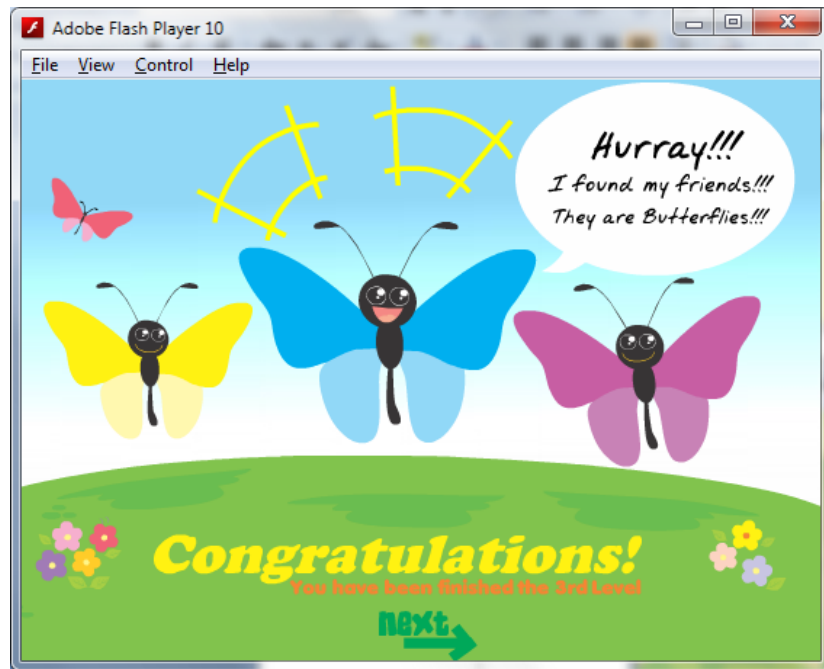 Adobe Flash Player 10
File View Control Help
Hurray!!!
I found my friends!!!
They are Butterflies!!!
Congratulations!
You have been finished the 3rd Level
next